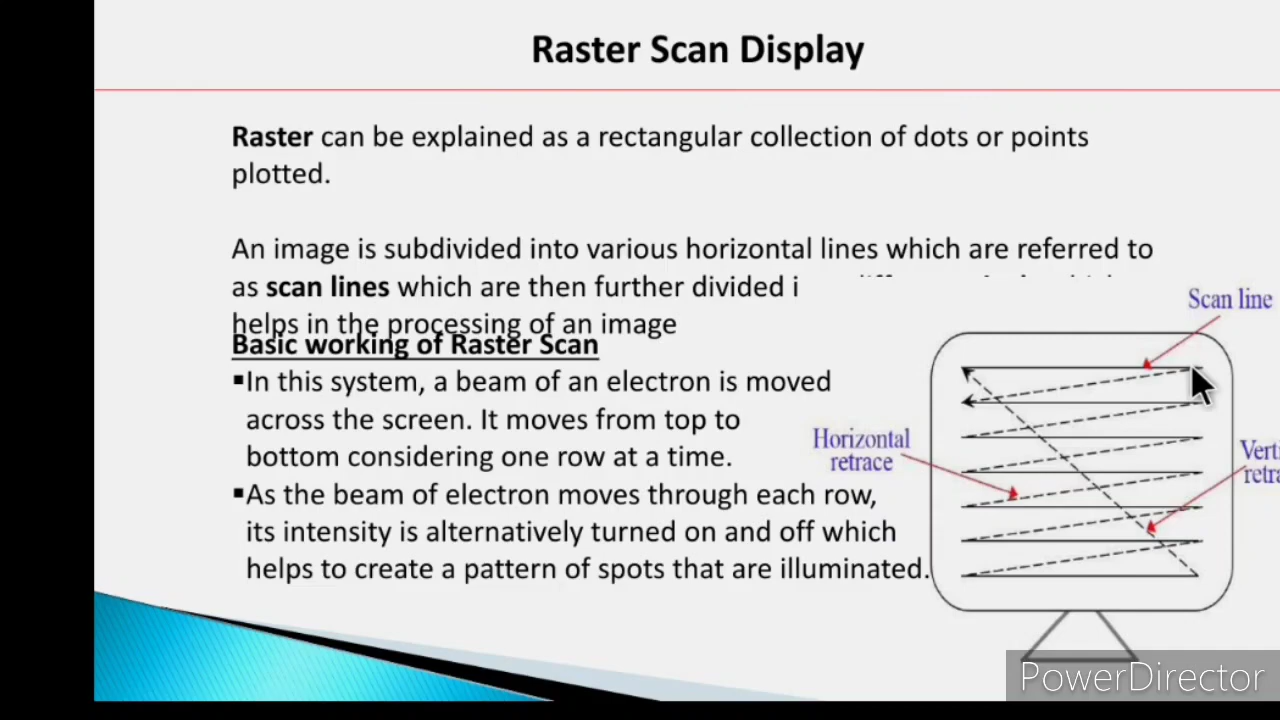 Raster Scan Display
Raster can be explained as a rectangular collection of dots or points
plotted.
An image is subdivided into various horizontal lines which are referred to
as scan lines which are then further divided i
helps in the processing of an image
Basic working of Raster Scan
▪In this system, a beam of an electron is moved
across the screen. It moves from top to
bottom considering one row at a time.
▪As the beam of electron moves through each row,
its intensity is alternatively turned on and off which
helps to create a pattern of spots that are illuminated.
Scan line
Horizontal
retrace
Verti
retra
PowerDirector